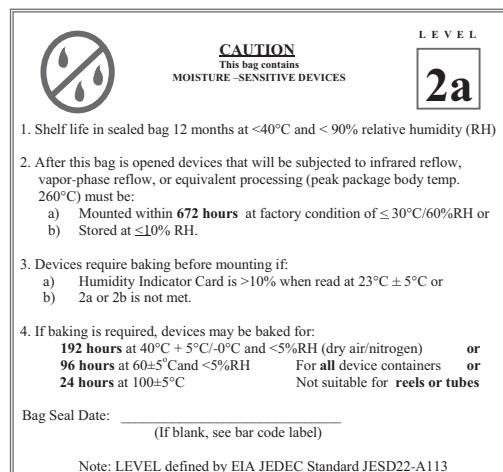 LEVEL
CAUTION
This bag contains
MOISTURE –SENSITIVE DEVICES
2a
1. Shelf life in sealed bag 12 months at <40°C and < 90% relative humidity (RH)
2. After this bag is opened devices that will be subjected to infrared reflow,
vapor-phase reflow, or equivalent processing (peak package body temp.
260°C) must be:
a) Mounted within 672 hours at factory condition of ≤ 30°C/60%RH or
b) Stored at ≤10% RH.
3. Devices require baking before mounting if:
a) Humidity Indicator Card is >10% when read at 23°C ± 5°C or
b) 2a or 2b is not met.
4. If baking is required, devices may be baked for:
192 hours at 40°C + 5°C/-0°C and <5%RH (dry air/nitrogen) or
96 hours at 60±5°Cand <5%RH For all device containers or
24 hours at 100±5°C Not suitable for reels or tubes
Bag Seal Date: ______________________________
(If blank, see bar code label)
Note: LEVEL defined by EIA JEDEC Standard JESD22-A113